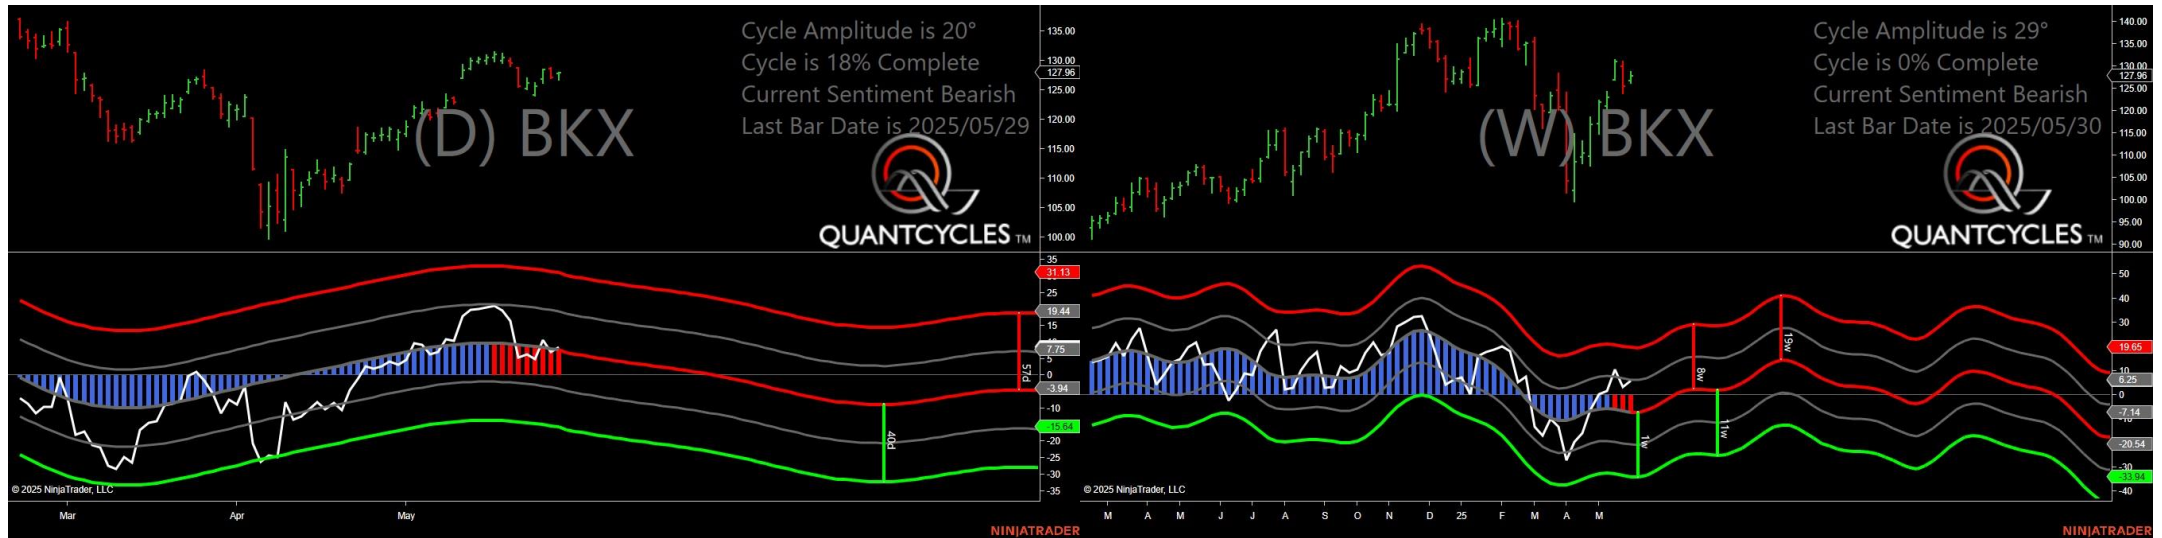 Cycle Amplitude is 20°
Cycle is 18% Complete
Current Sentiment Bearish
Last Bar Date is 2025/05/29
(D) BKX
QUANTCYCLES TM
135.00
130.00
127.96
125.00
120.00
115.00
110.00
105.00
100.00
35
31.13
25
19.44
15
7.75
5
0
-3.94
-10
-15.64
-20
-25
-30
-35
57d
40d
© 2025 NinjaTrader, LLC
Mar
Apr
May
NINJATRADER
Cycle Amplitude is 29°
Cycle is 0% Complete
Current Sentiment Bearish
Last Bar Date is 2025/05/30
(W) BKX
QUANTCYCLES TM
140.00
135.00
130.00
127.96
125.00
120.00
115.00
110.00
105.00
100.00
95.00
90.00
50
40
30
19.65
10
6.25
0
-7.14
-20.54
-30
-33.94
-40
1w
8w
11w
19w
© 2025 NinjaTrader, LLC
M A M J J A S O N D 25 F M A M
NINJATRADER